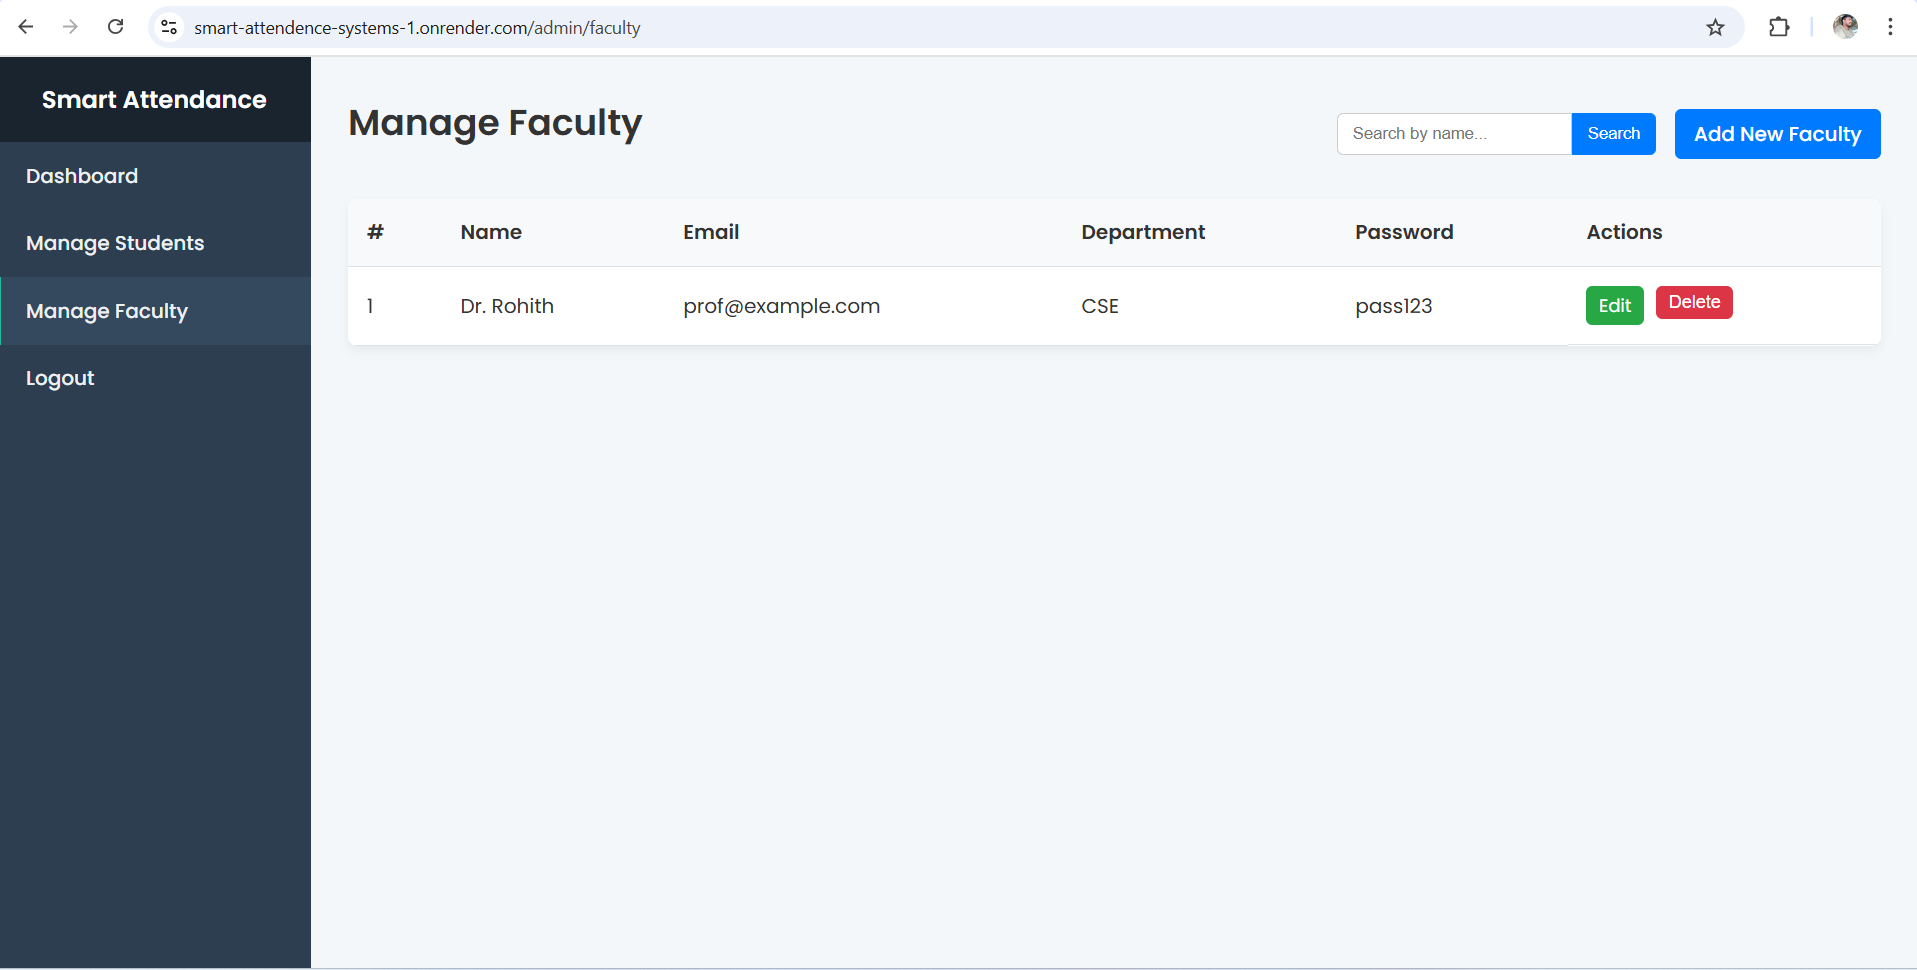 smart-attendence-systems-1.onrender.com/admin/faculty
Smart Attendance
Dashboard
Manage Students
Manage Faculty
Logout
Manage Faculty
Search by name... Search Add New Faculty
# Name Email Department Password Actions
1 Dr. Rohith prof@example.com CSE pass123 Edit Delete